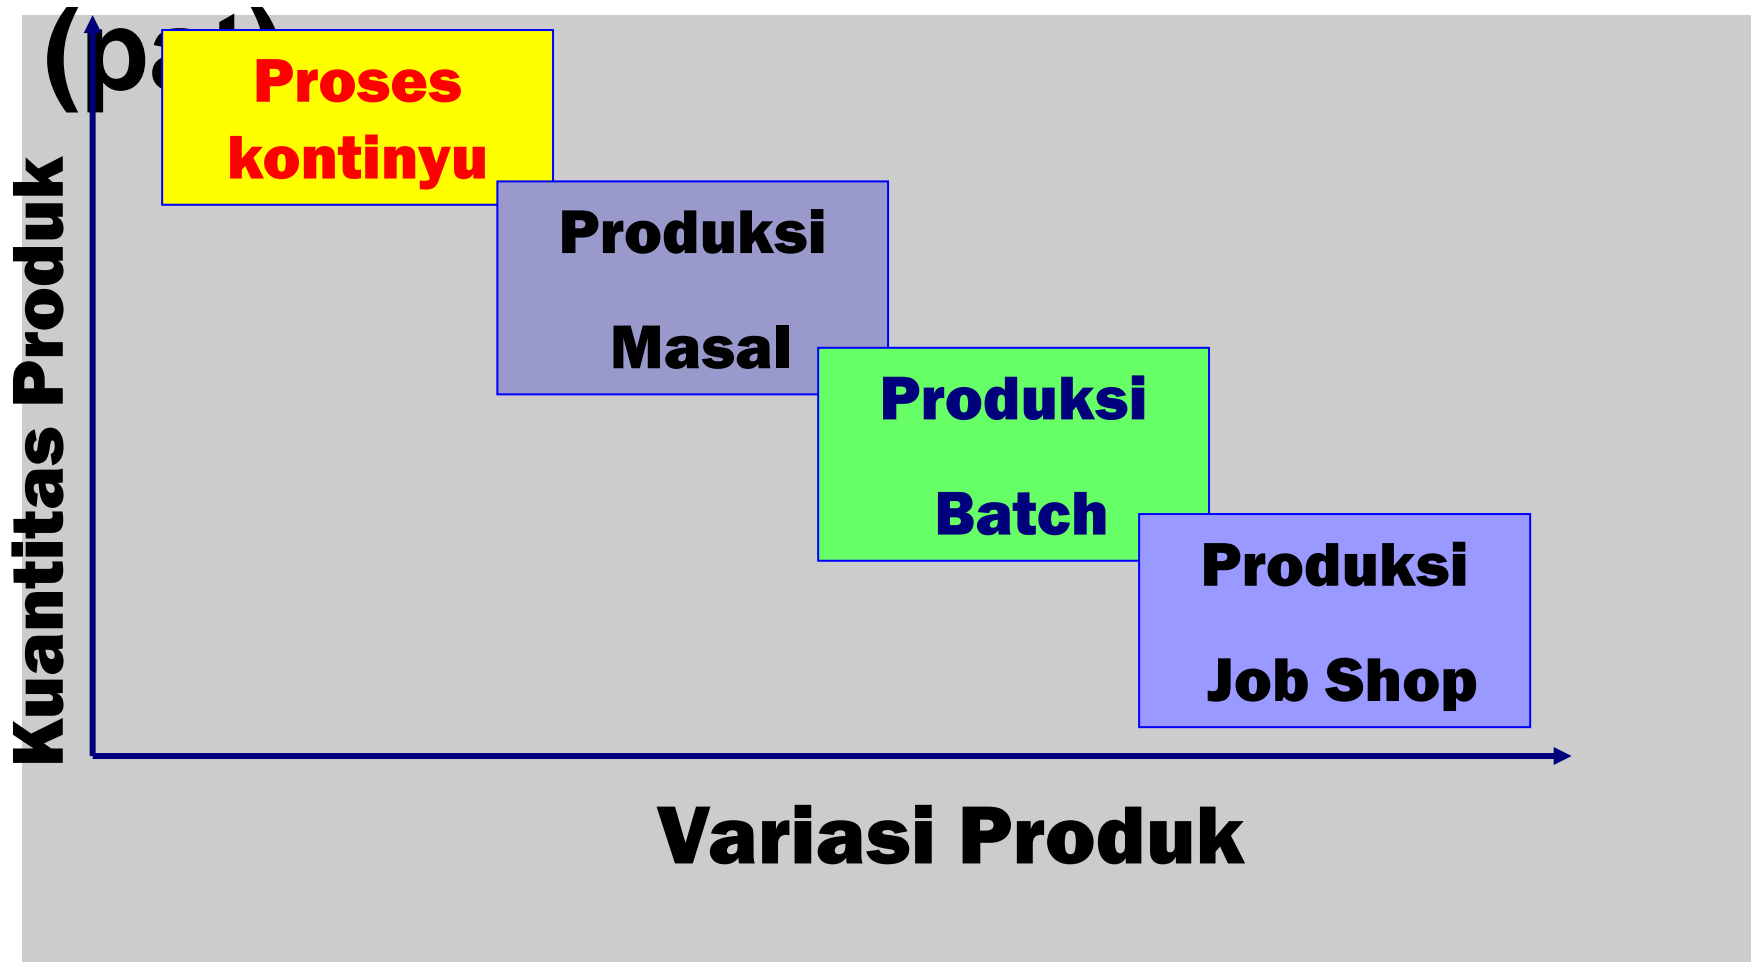 Proses
kontinyu
Produksi
Masal
Produksi
Batch
Produksi
Job Shop
Kuantitas Produk
Variasi Produk